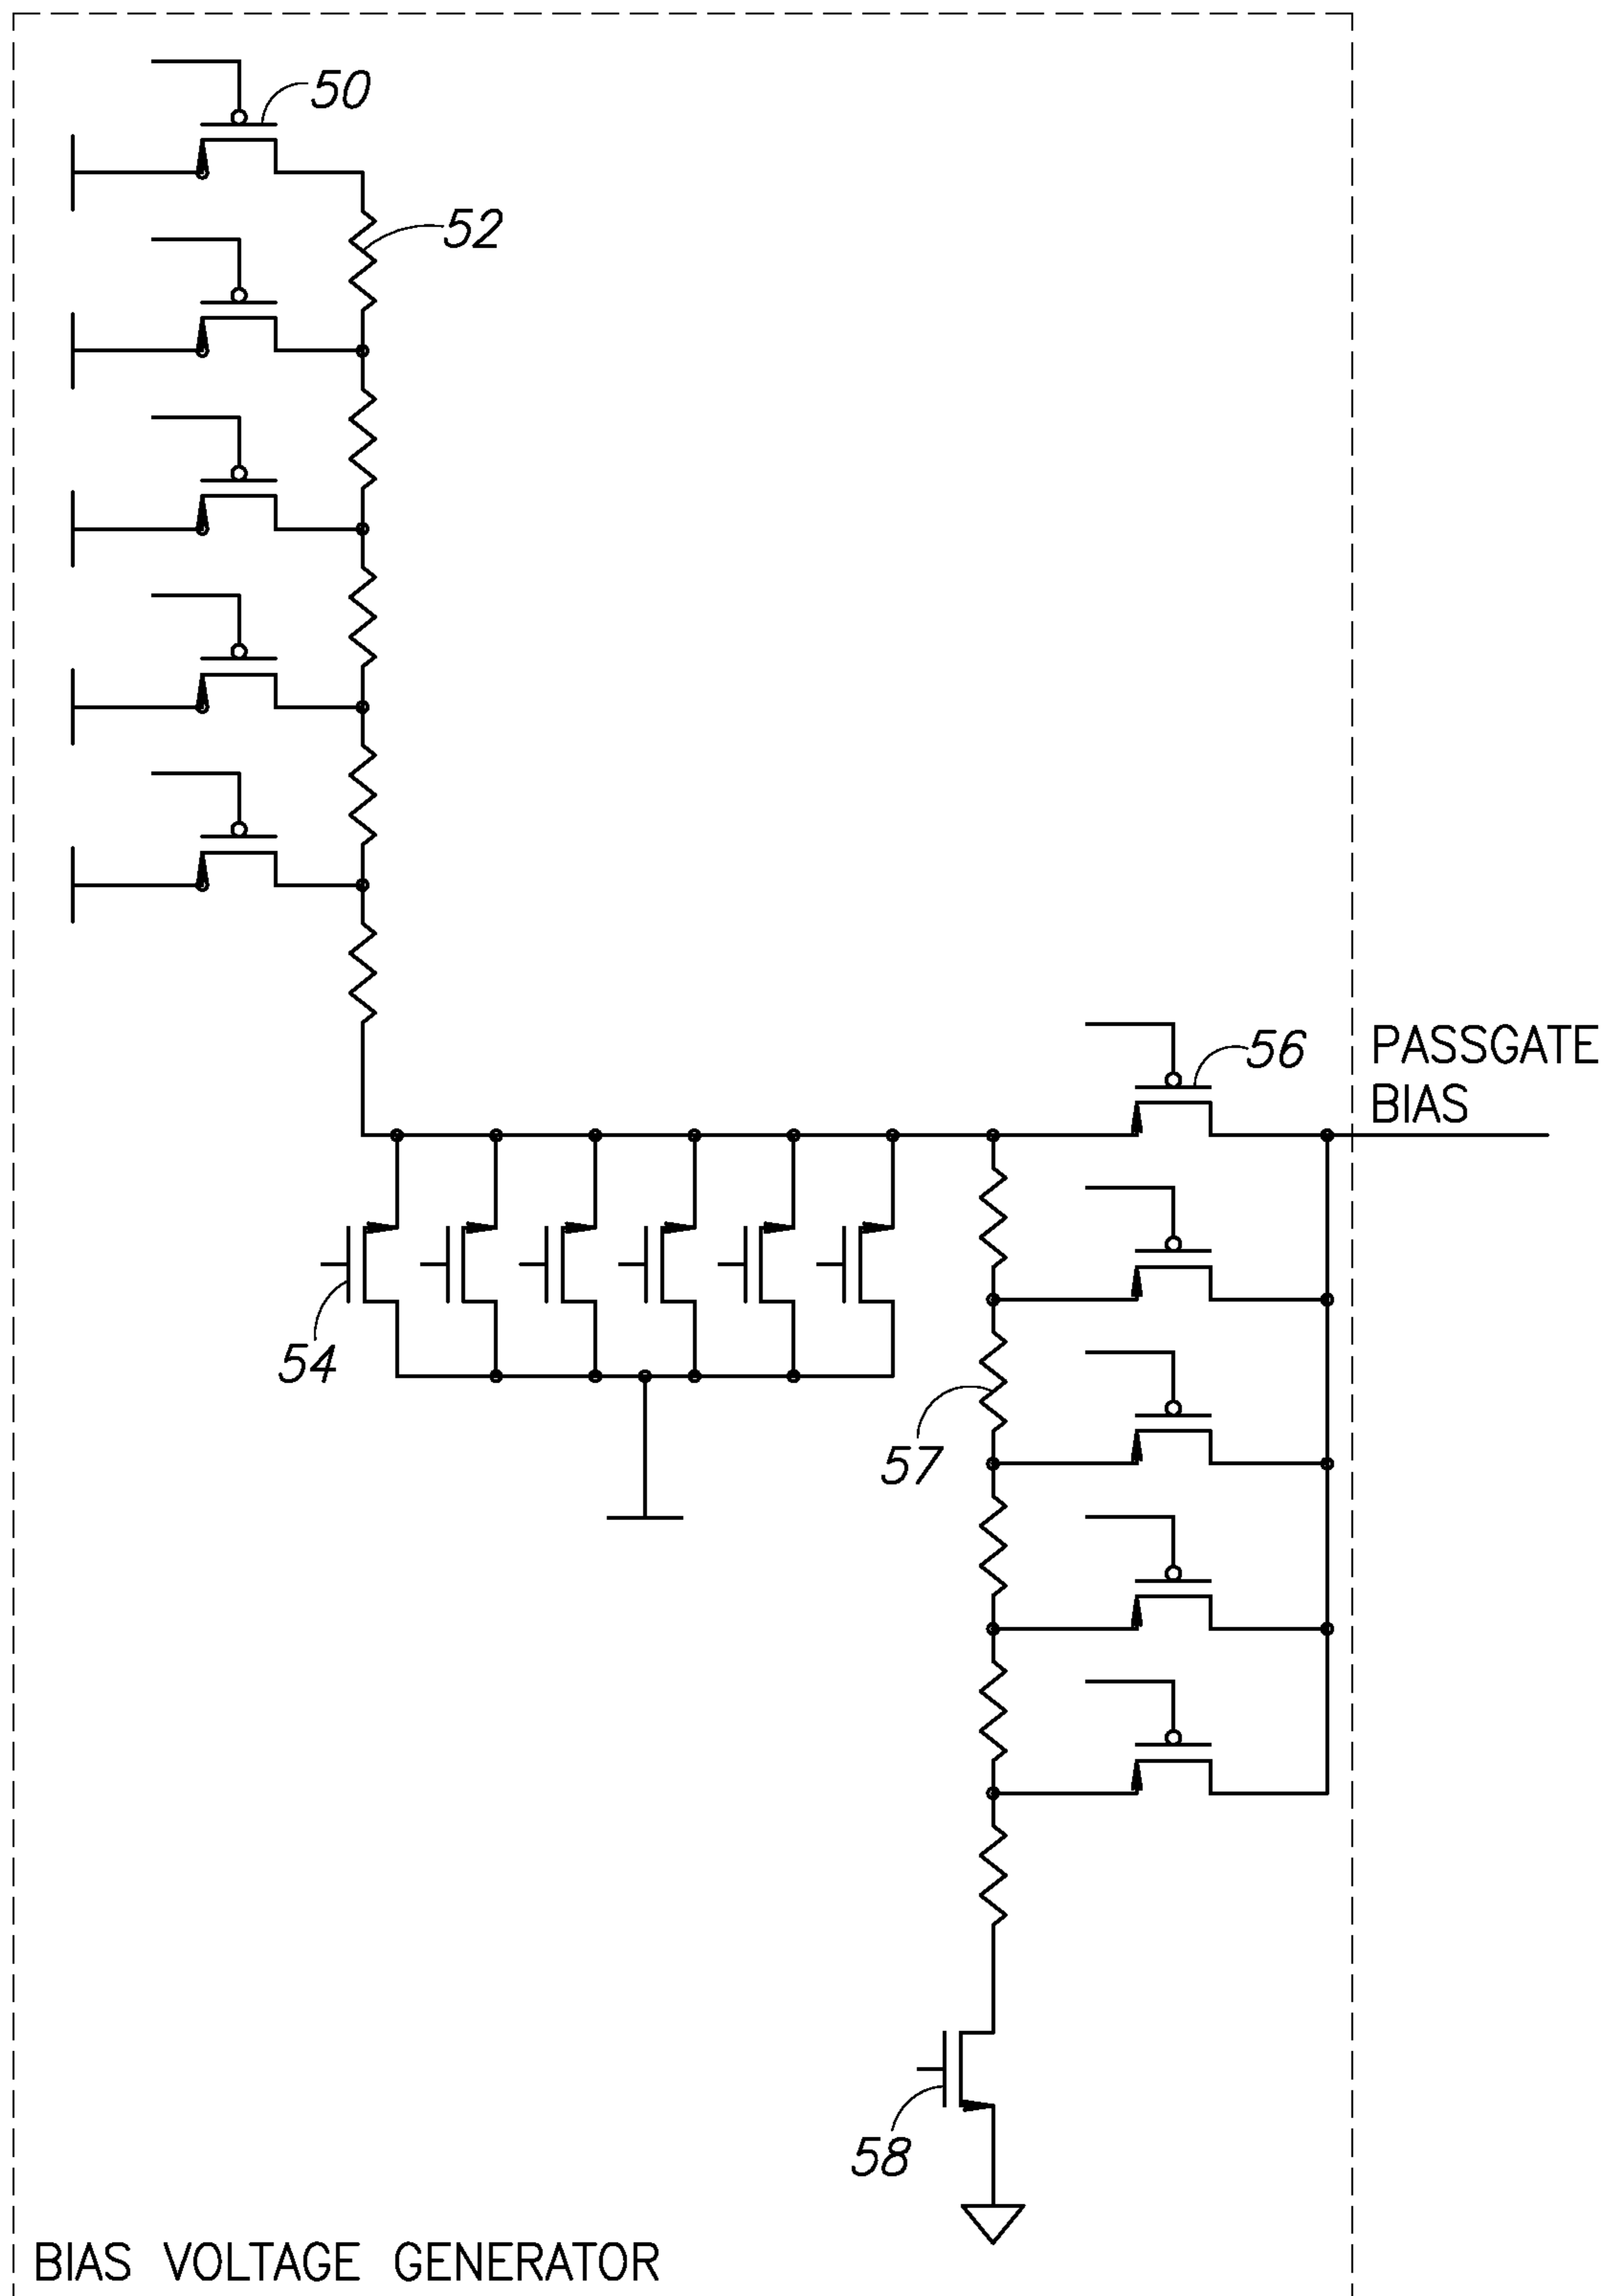 50
52
56
PASSGATE
BIAS
54
57
58
BIAS VOLTAGE GENERATOR